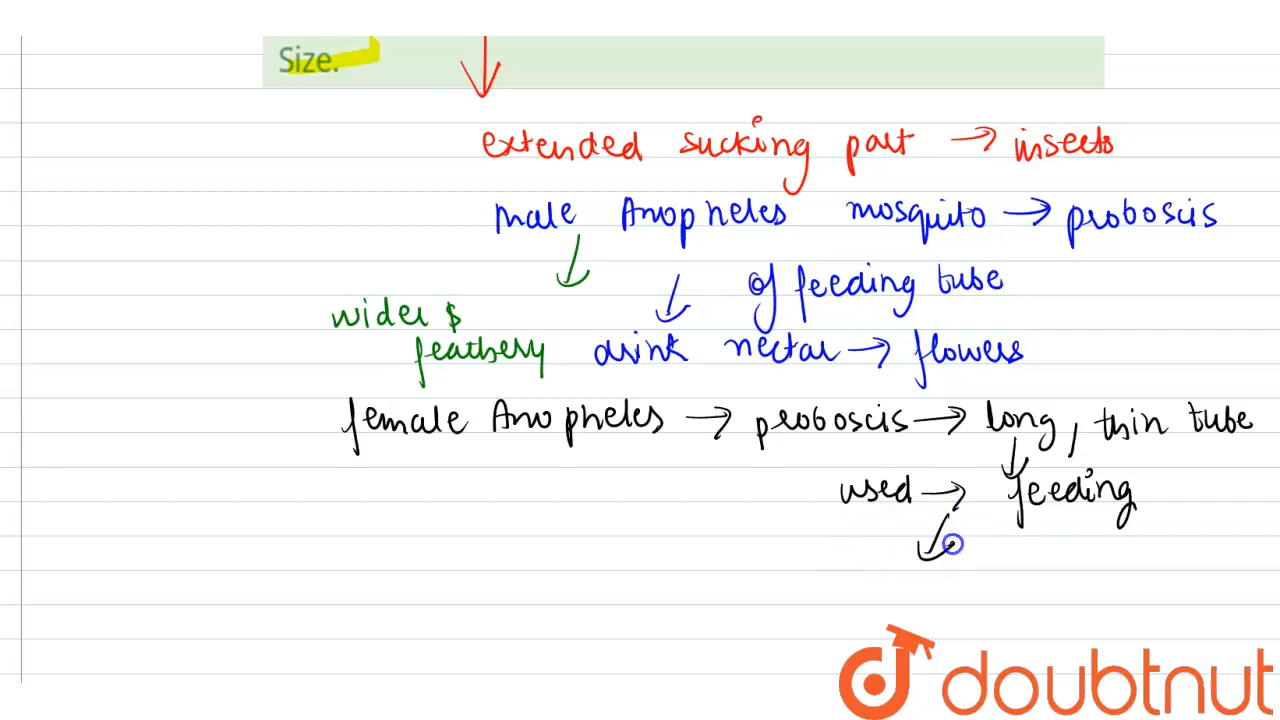 Size.
extended sucking part → insects
Male Anopheles mosquito → proboscis
of feeding tube
wider &
feathery drink nectar → flowers
female Anopheles → proboscis → long, thin tube
used → feeding
doubtnut